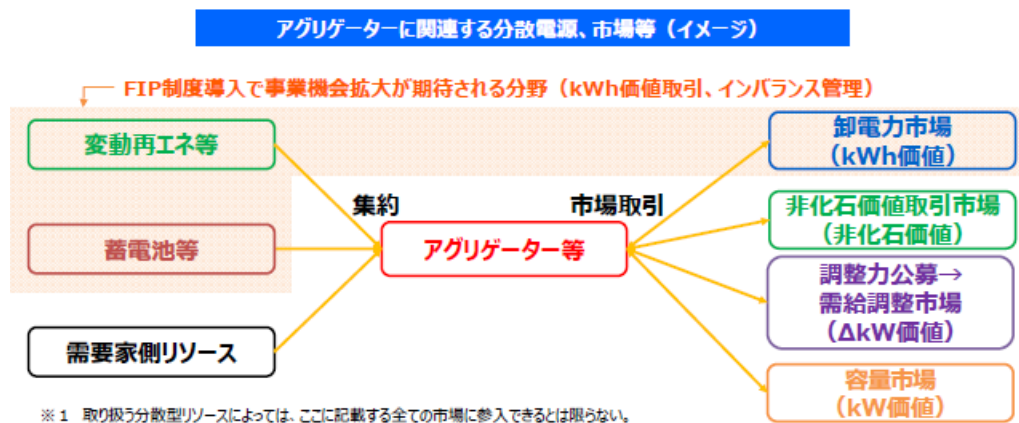 アグリゲーターに関連する分散電源、市場等（イメージ）
FIP制度導入で事業機会拡大が期待される分野（kWh価値取引、インバランス管理）
変動再エネ等
蓄電池等
需要家側リソース
集約
アグリゲーター等
市場取引
卸電力市場
（kWh価値）
非化石価値取引市場
（非化石価値）
調整力公募→
需給調整市場
（ΔkW価値）
容量市場
（kW価値）
※１　取り扱う分散型リソースによっては、ここに記載する全ての市場に参入できるとは限らない。